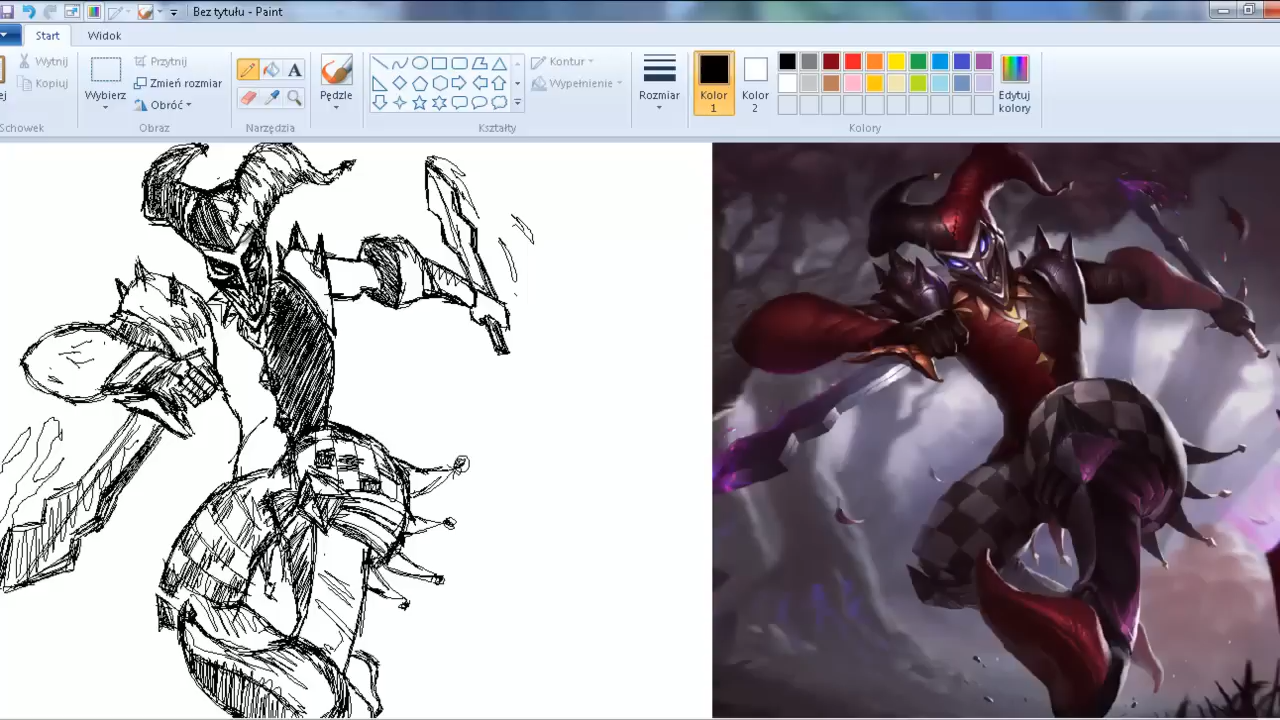 Bez tytułu - Paint
Start Widok
Wytnij
Kopiuj
Schowek
Wybierz
Przytnij
Zmień rozmiar
Obróć
Obraz
A
Narzędzia
Pędzle
Kontur
Wypełnienie
Kształty
Rozmiar
Kolor
1
Kolor
2
Edytuj
kolory
Kolory